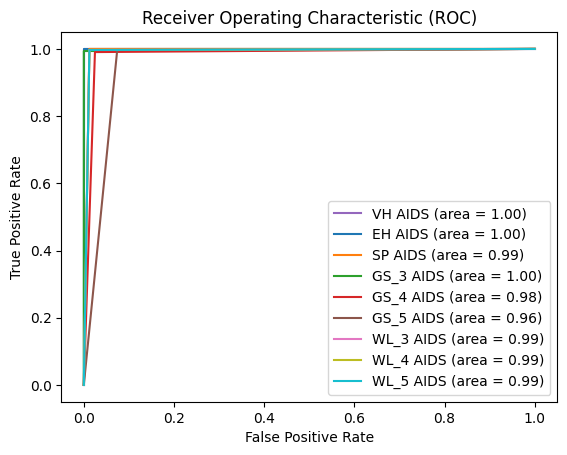 Receiver Operating Characteristic (ROC)
True Positive Rate
1.0
0.8
0.6
0.4
0.2
0.0
VH AIDS (area = 1.00)
EH AIDS (area = 1.00)
SP AIDS (area = 0.99)
GS_3 AIDS (area = 1.00)
GS_4 AIDS (area = 0.98)
GS_5 AIDS (area = 0.96)
WL_3 AIDS (area = 0.99)
WL_4 AIDS (area = 0.99)
WL_5 AIDS (area = 0.99)
0.0 0.2 0.4 0.6 0.8 1.0
False Positive Rate